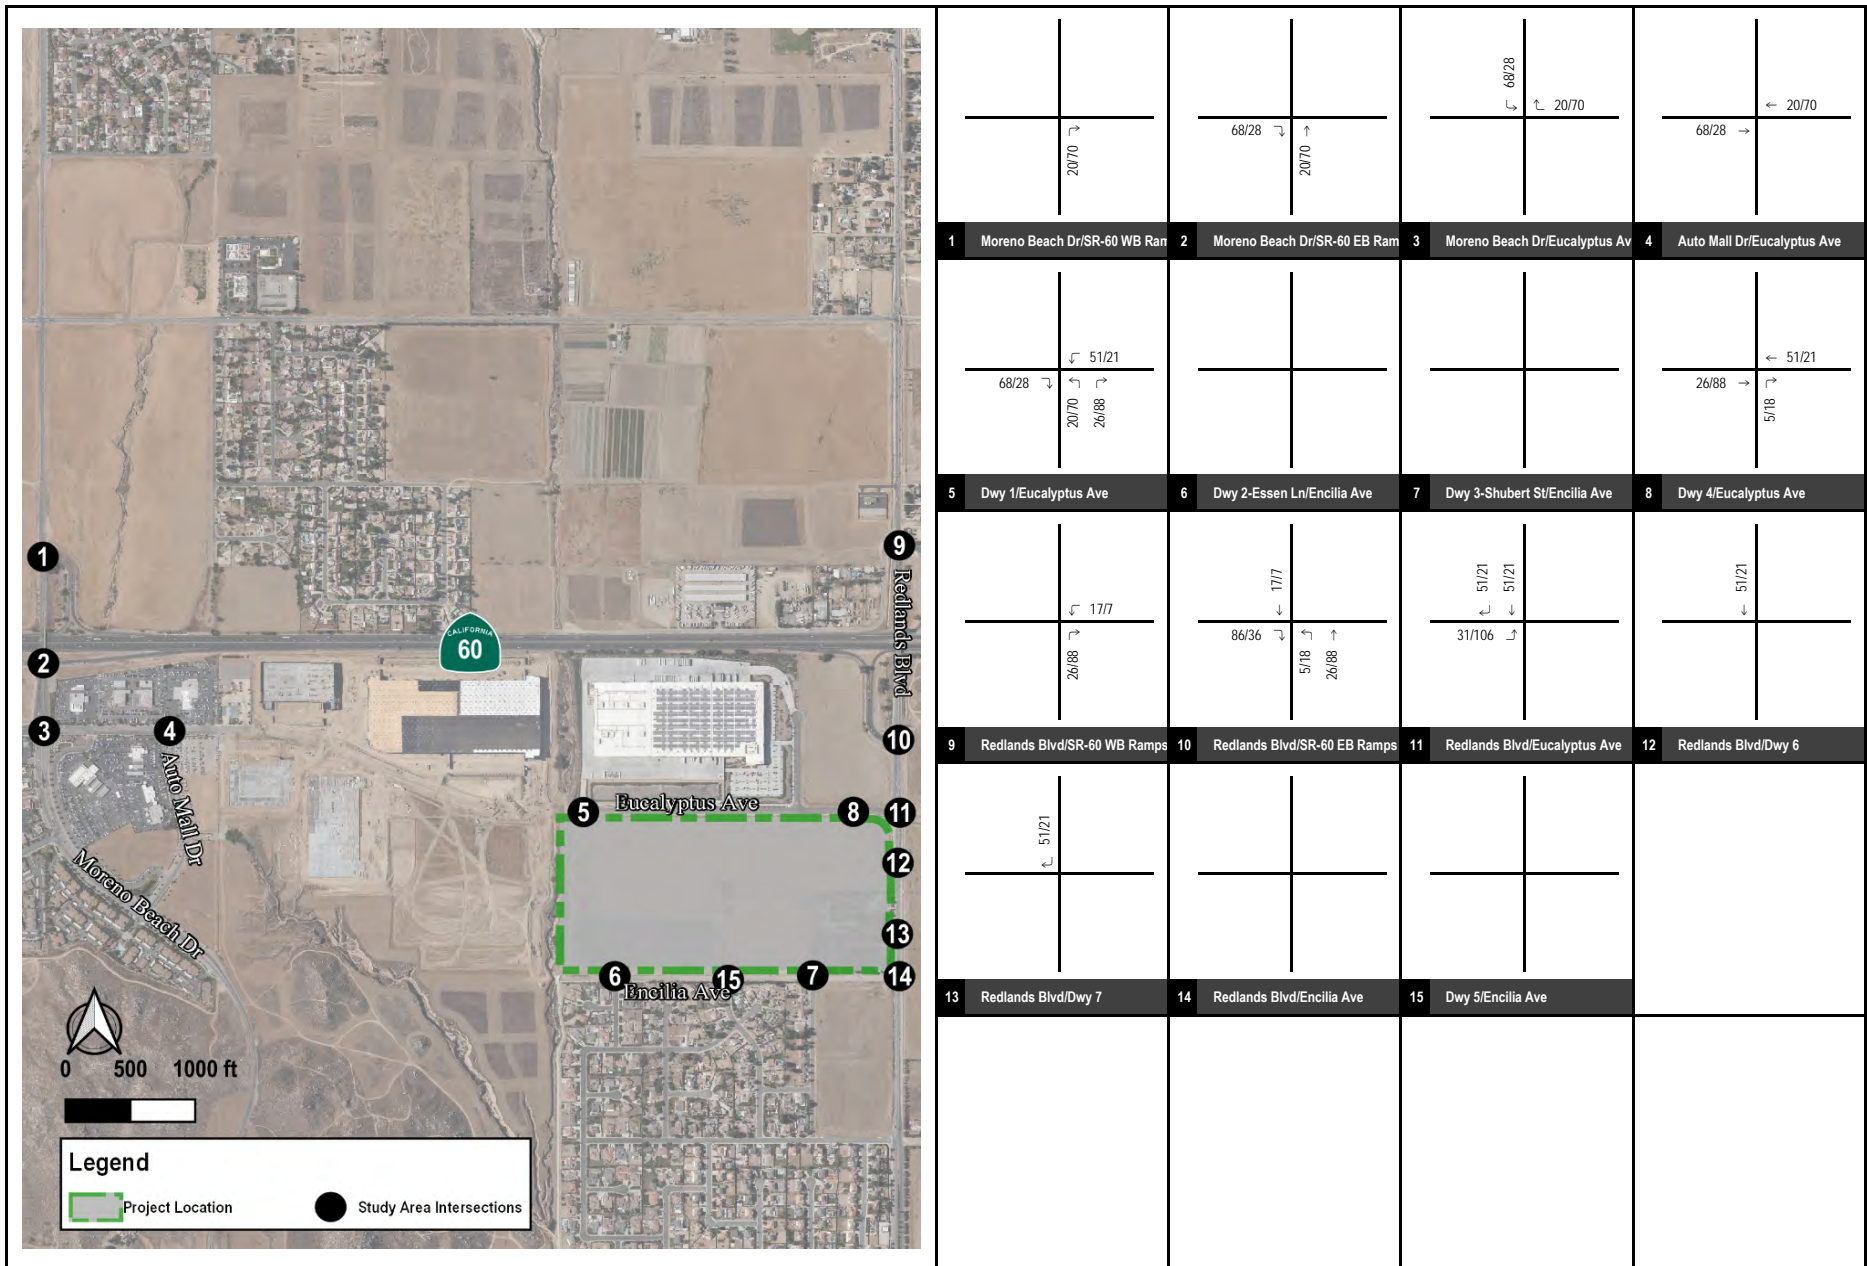 1
9
Redlands Blvd
CALIFORNIA
60
2
3
4
10
Auto Mall Dr
5
Eucalyptus Ave
8
11
12
Moreno Beach Dr
13
6
15
7
14
Encilia Ave
0 500 1000 ft
Legend
Project Location
Study Area Intersections
20/70
1 Moreno Beach Dr/SR-60 WB Ram
68/28
20/70
2 Moreno Beach Dr/SR-60 EB Ram
68/28
20/70
3 Moreno Beach Dr/Eucalyptus Av
20/70
68/28
4 Auto Mall Dr/Eucalyptus Ave
51/21
68/28
20/70
26/88
5 Dwy 1/Eucalyptus Ave
6 Dwy 2-Essen Ln/Encilia Ave
7 Dwy 3-Shubert St/Encilia Ave
51/21
26/88
5/18
8 Dwy 4/Eucalyptus Ave
17/7
26/88
9 Redlands Blvd/SR-60 WB Ramps
17/7
86/36
5/18
26/88
10 Redlands Blvd/SR-60 EB Ramps
51/21
51/21
31/106
11 Redlands Blvd/Eucalyptus Ave
51/21
12 Redlands Blvd/Dwy 6
51/21
13 Redlands Blvd/Dwy 7
14 Redlands Blvd/Encilia Ave
15 Dwy 5/Encilia Ave